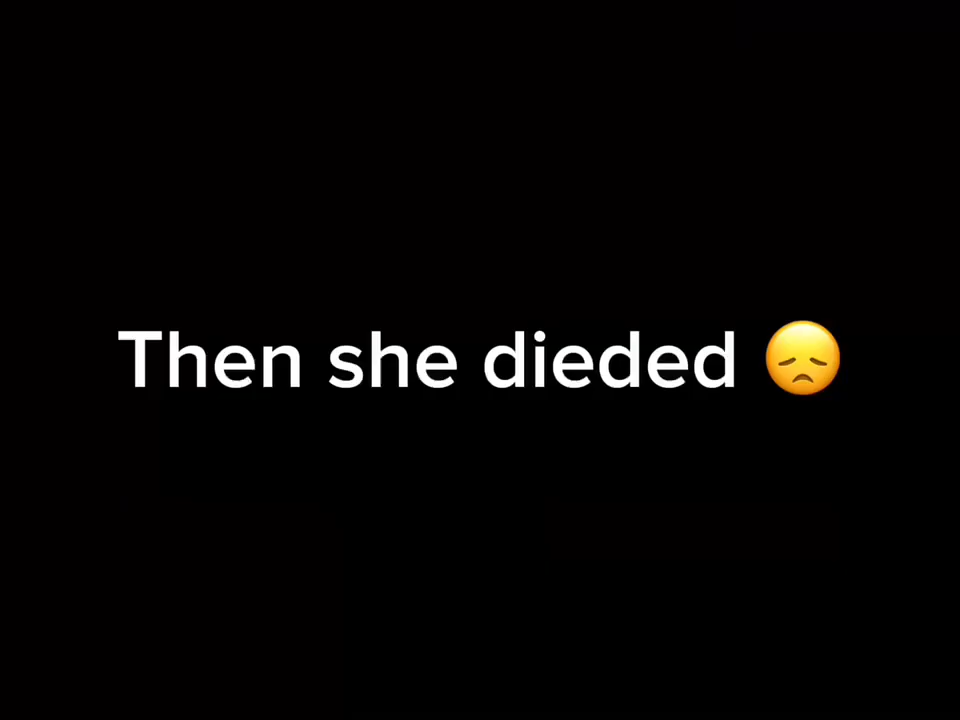 Then she dieded 😞